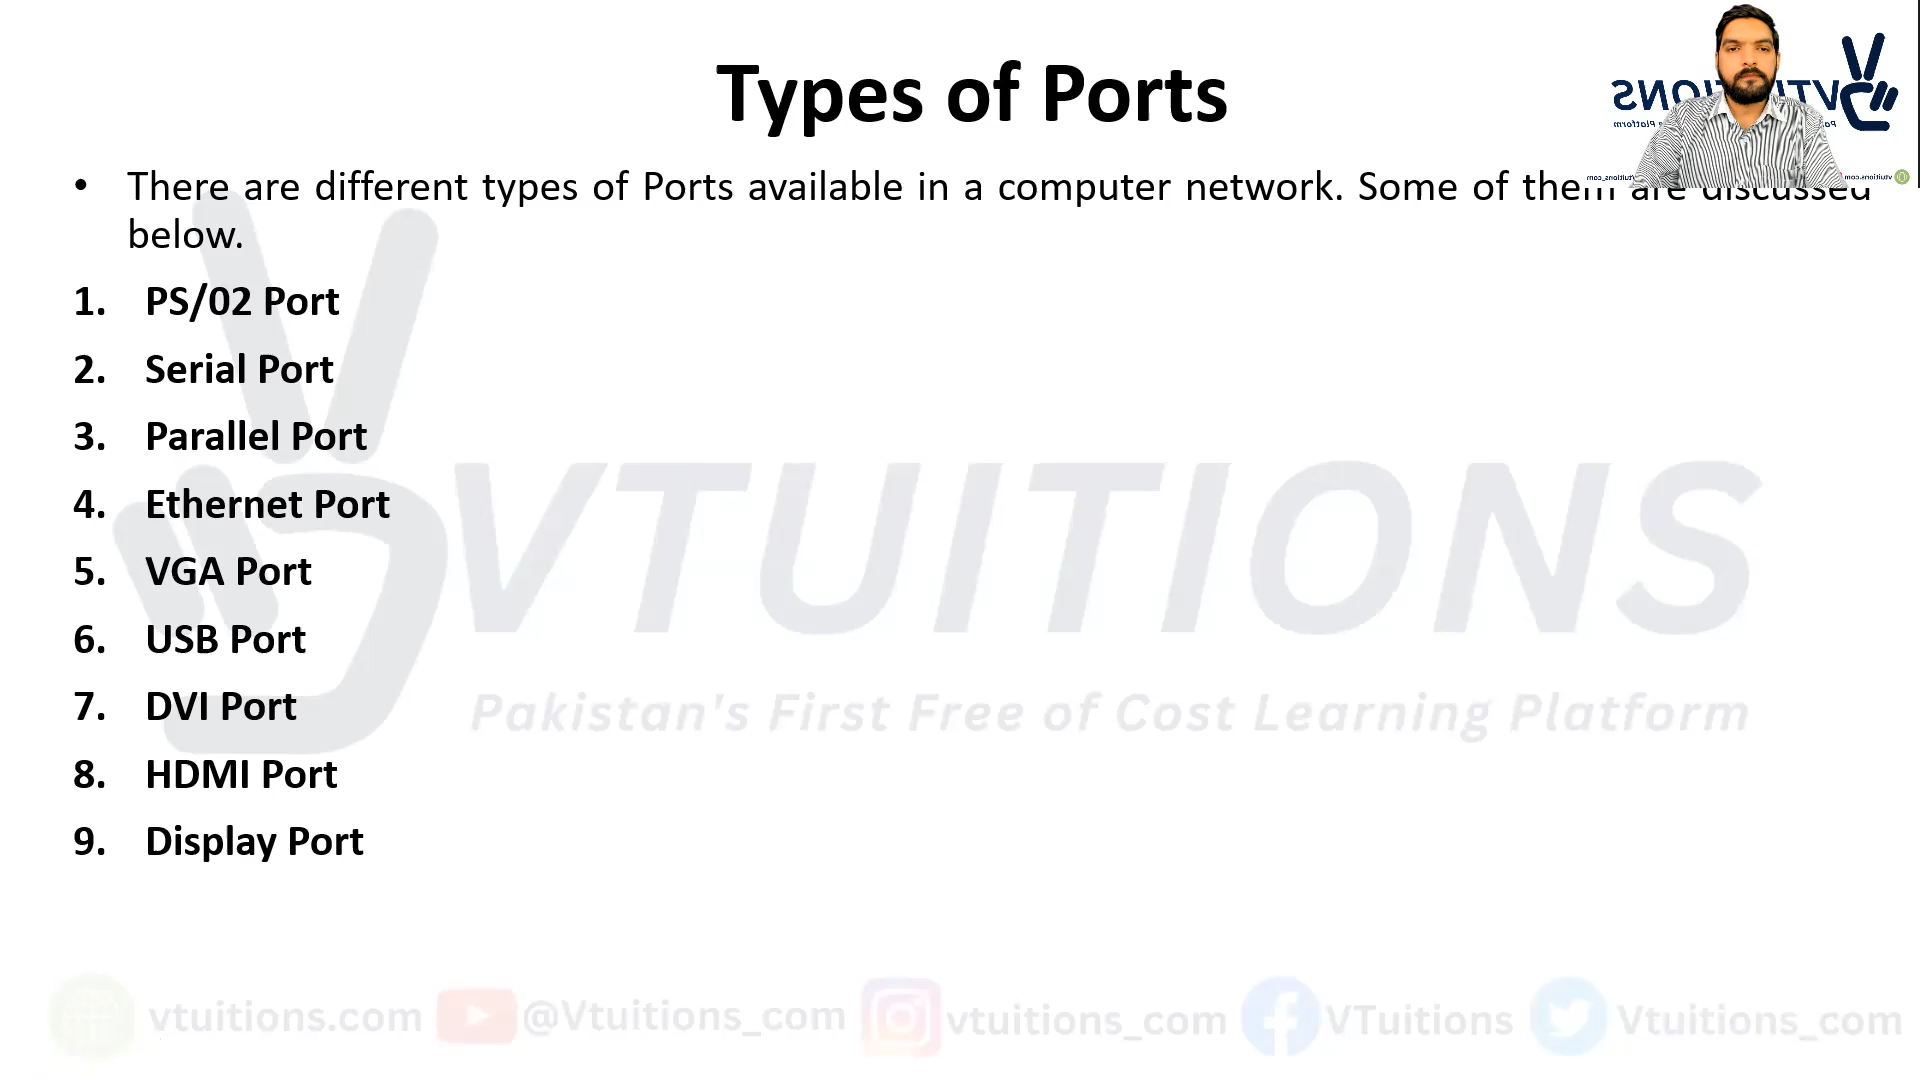 Types of Ports
• There are different types of Ports available in a computer network. Some of them are discussed
below.
1. PS/02 Port
2. Serial Port
3. Parallel Port
4. Ethernet Port
5. VGA Port
6. USB Port
7. DVI Port
8. HDMI Port
9. Display Port
VTUITIONS
Pakistan's First Free of Cost Learning Platform
vtuitions.com @Vtuitions_com vtuitions_com VTuitions Vtuitions_com